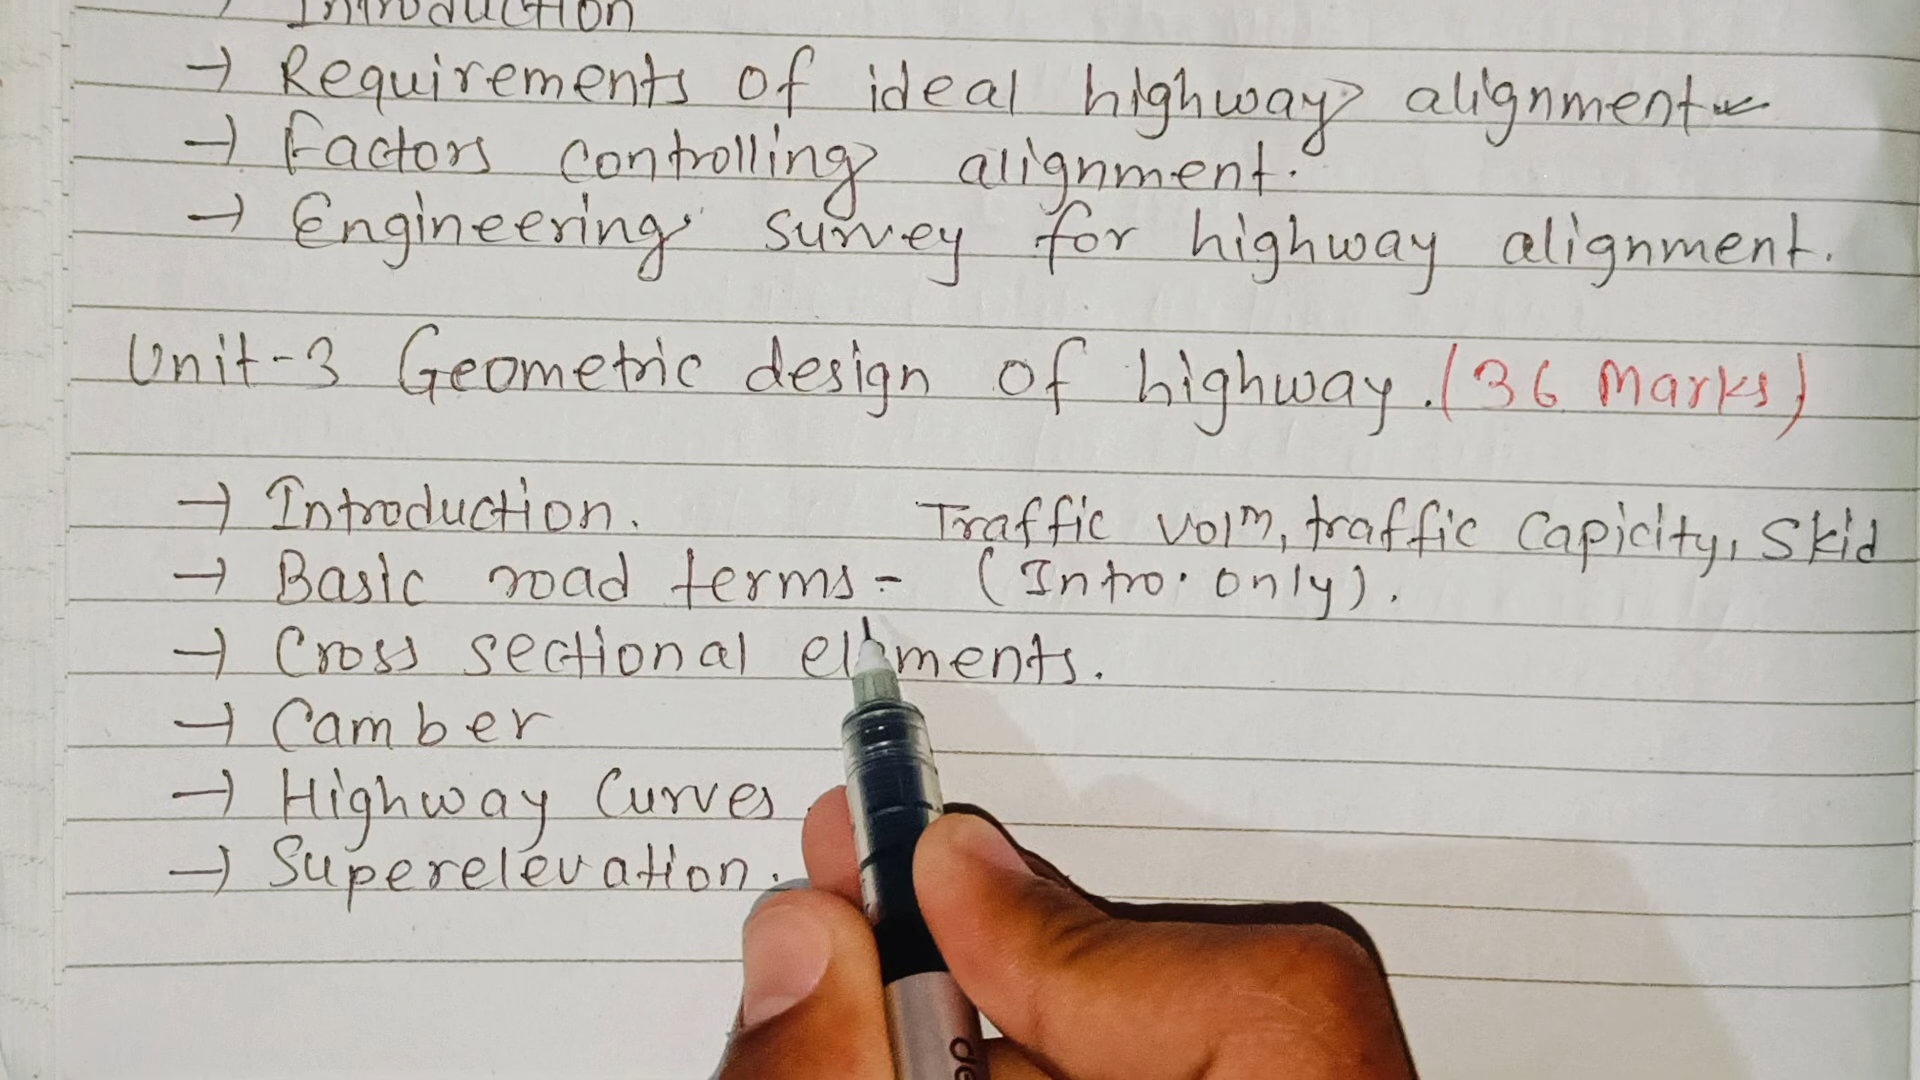 Introduction
→ Requirements of ideal highway alignment
→ Factors controlling alignment.
→ Engineering survey for highway alignment.
Unit-3 Geometric design of highway. (36 Marks)
→ Introduction. Traffic volm, traffic Capicity, Skid
→ Basic road terms - (Intro. only).
→ Cross sectional elements.
→ Camber
→ Highway Curves
→ Superelevation.
de